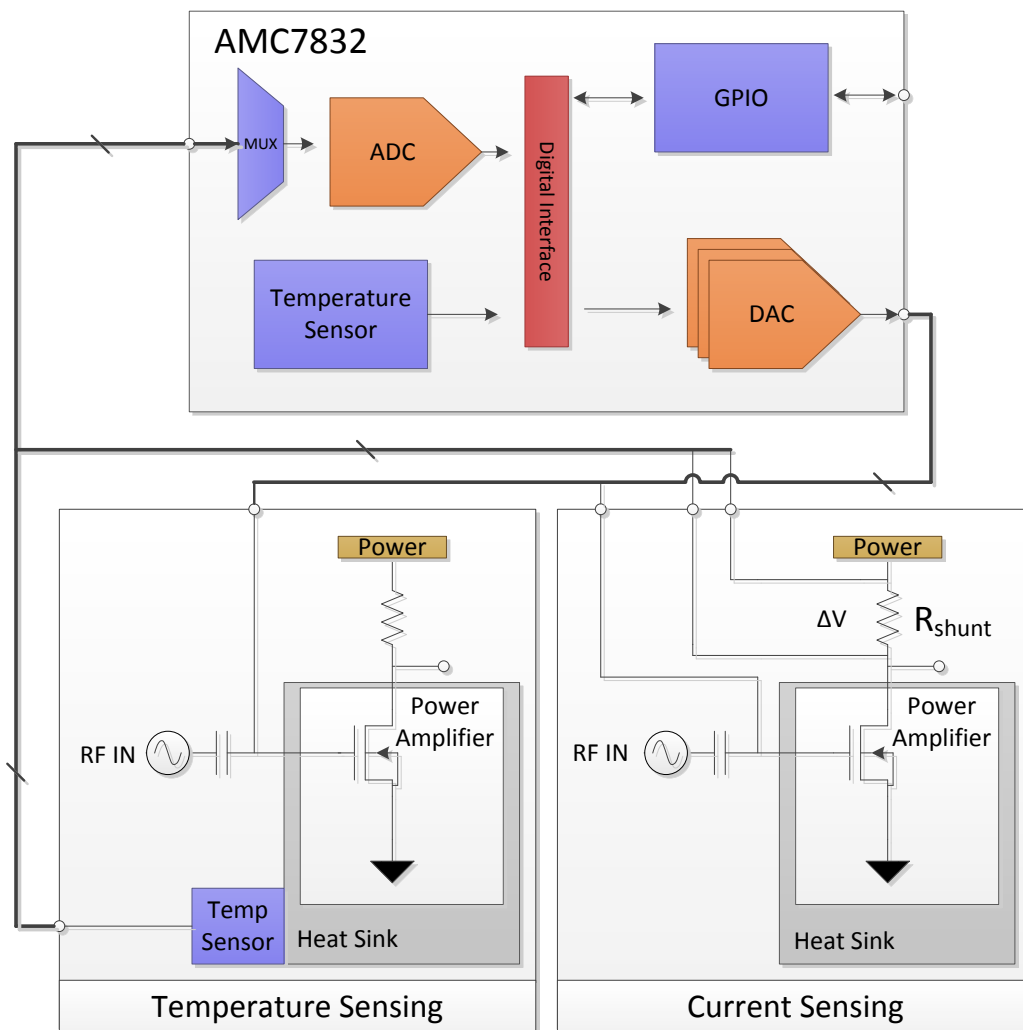 AMC7832
MUX
ADC
Digital Interface
GPIO
Temperature
Sensor
DAC
Power
RF IN
Power
Amplifier
Temp
Sensor
Heat Sink
Temperature Sensing
Power
ΔV
Rshunt
RF IN
Power
Amplifier
Heat Sink
Current Sensing